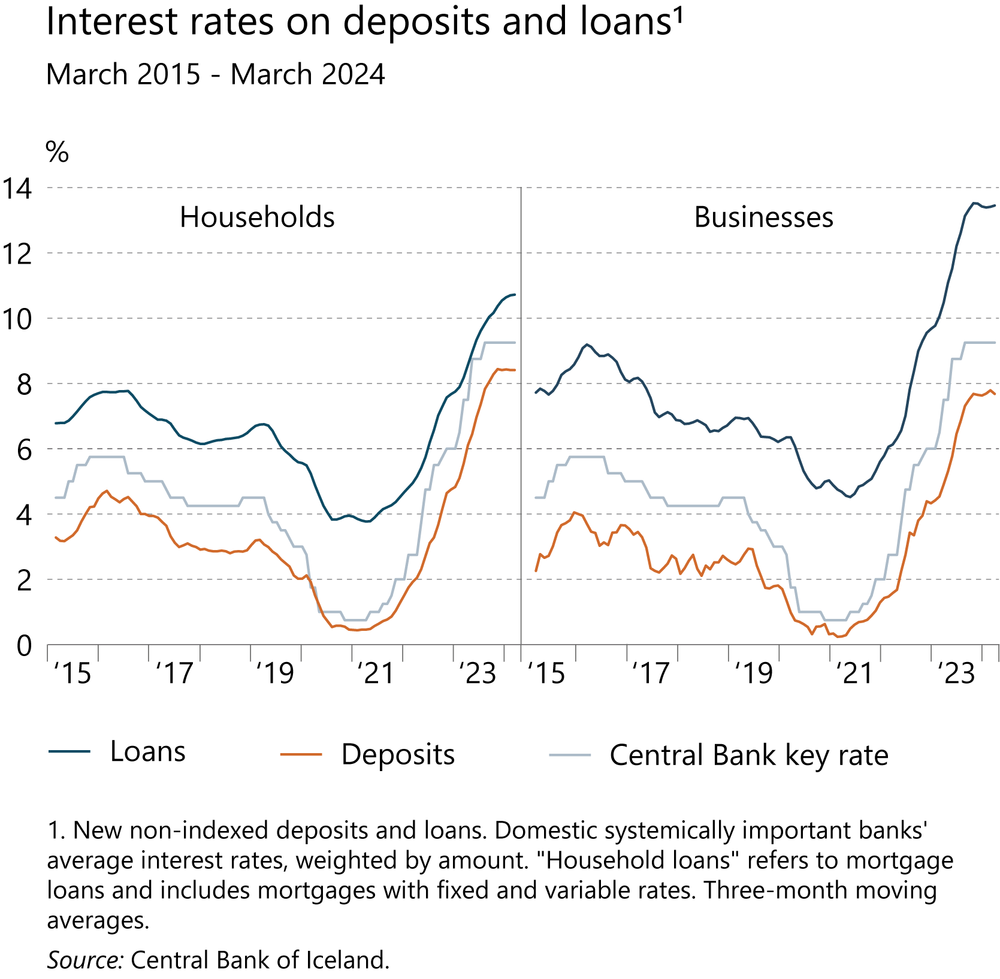 Interest rates on deposits and loans¹
March 2015 - March 2024
%
14
12
10
8
6
4
2
0
Households
Businesses
‘15 ‘17 ‘19 ‘21 ‘23 ‘15 ‘17 ‘19 ‘21 ‘23
Loans Deposits Central Bank key rate
1. New non-indexed deposits and loans. Domestic systemically important banks'
average interest rates, weighted by amount. "Household loans" refers to mortgage
loans and includes mortgages with fixed and variable rates. Three-month moving
averages.
Source: Central Bank of Iceland.